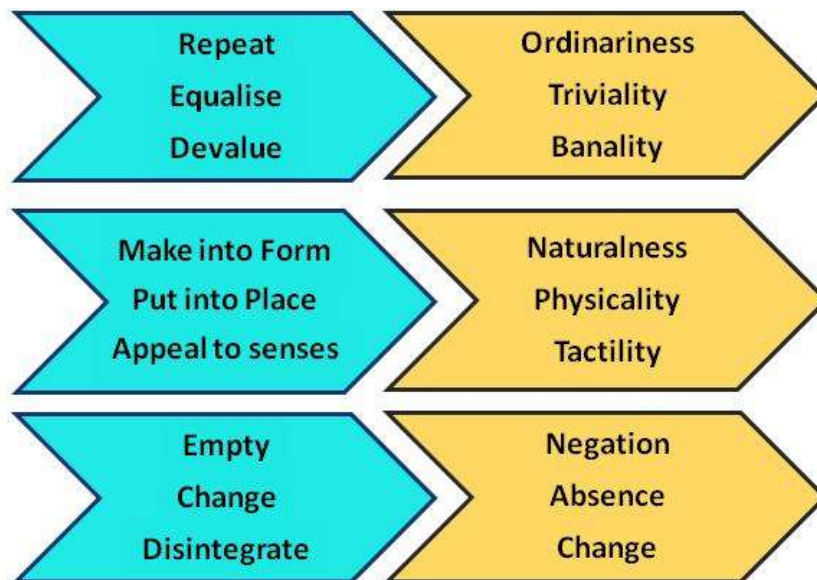 Repeat
Equalise
Devalue
Ordinariness
Triviality
Banality
Make into Form
Put into Place
Appeal to senses
Naturalness
Physicality
Tactility
Empty
Change
Disintegrate
Negation
Absence
Change